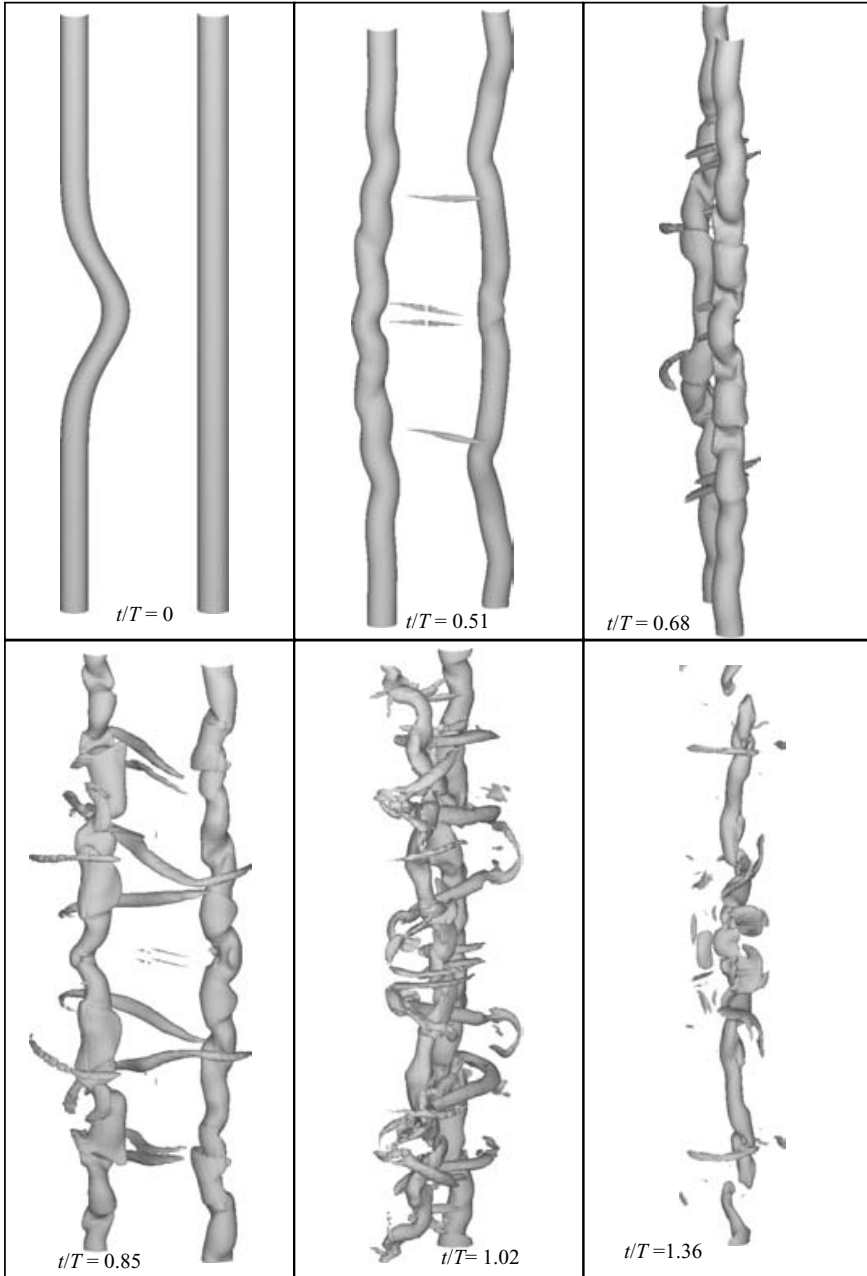 t/T = 0
t/T = 0.51
t/T = 0.68
t/T = 0.85
t/T= 1.02
t/T =1.36